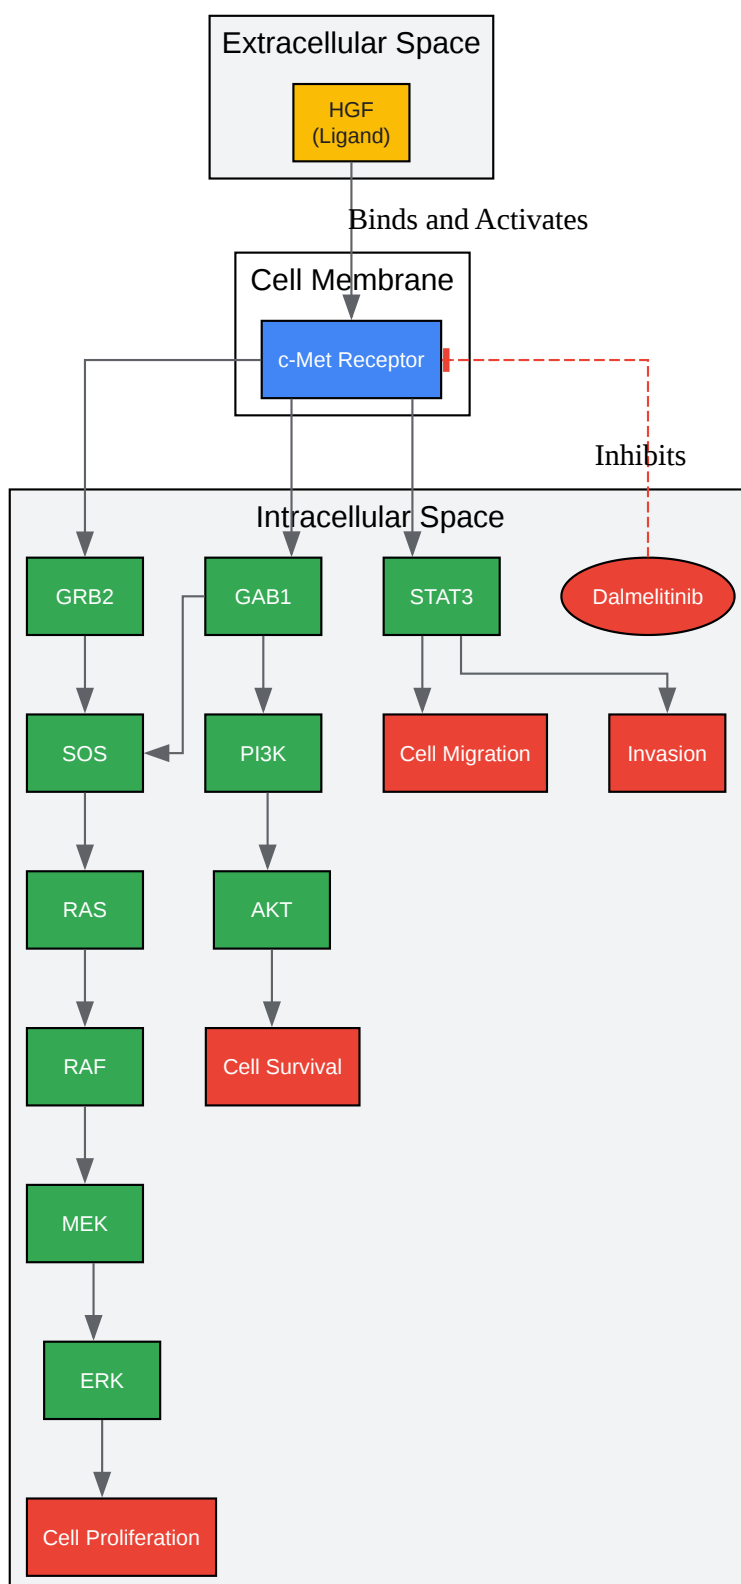 Extracellular Space
HGF
(Ligand)
Binds and Activates
Cell Membrane
c-Met Receptor
Inhibits
Intracellular Space
GRB2
GAB1
STAT3
Dalmelitinib
SOS
PI3K
Cell Migration
Invasion
RAS
AKT
RAF
Cell Survival
MEK
ERK
Cell Proliferation